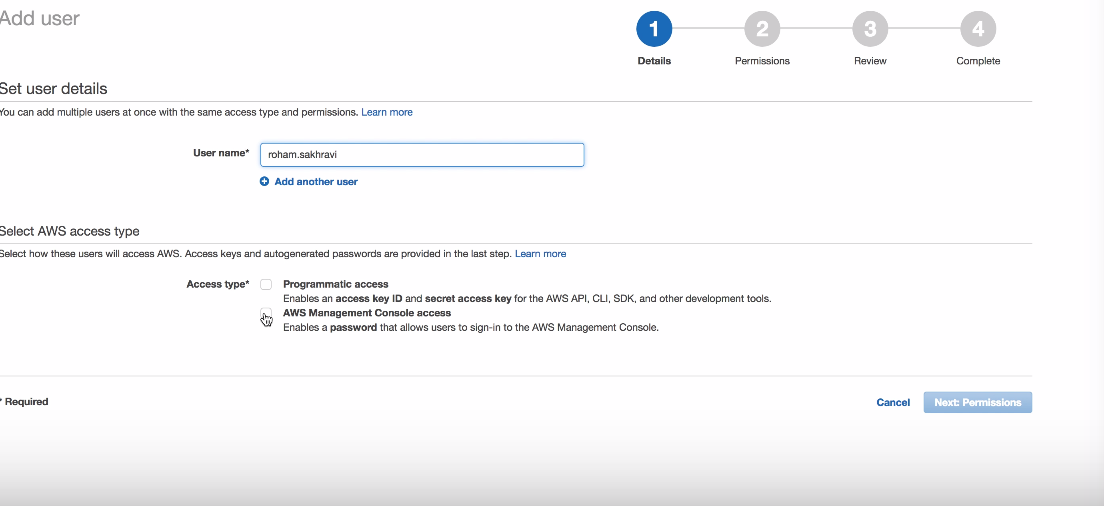 Add user
1
2
3
4
Details
Permissions
Review
Complete
Set user details
You can add multiple users at once with the same access type and permissions. Learn more
User name*
roham.sakhravi
Add another user
Select AWS access type
Select how these users will access AWS. Access keys and autogenerated passwords are provided in the last step. Learn more
Access type*
Programmatic access
Enables an access key ID and secret access key for the AWS API, CLI, SDK, and other development tools.
AWS Management Console access
Enables a password that allows users to sign-in to the AWS Management Console.
* Required
Cancel
Next: Permissions